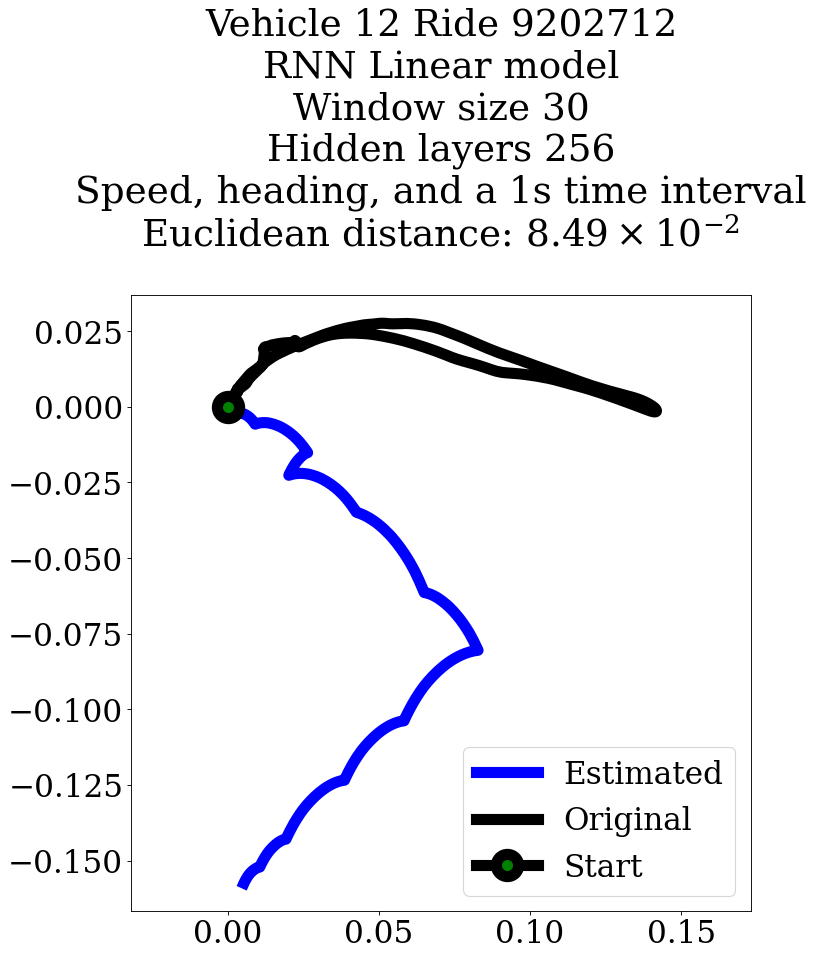 Vehicle 12 Ride 9202712
RNN Linear model
Window size 30
Hidden layers 256
Speed, heading, and a 1s time interval
Euclidean distance: 8.49 × 10⁻²
0.025
0.000
−0.025
−0.050
−0.075
−0.100
−0.125
−0.150
Estimated
Original
Start
0.00 0.05 0.10 0.15